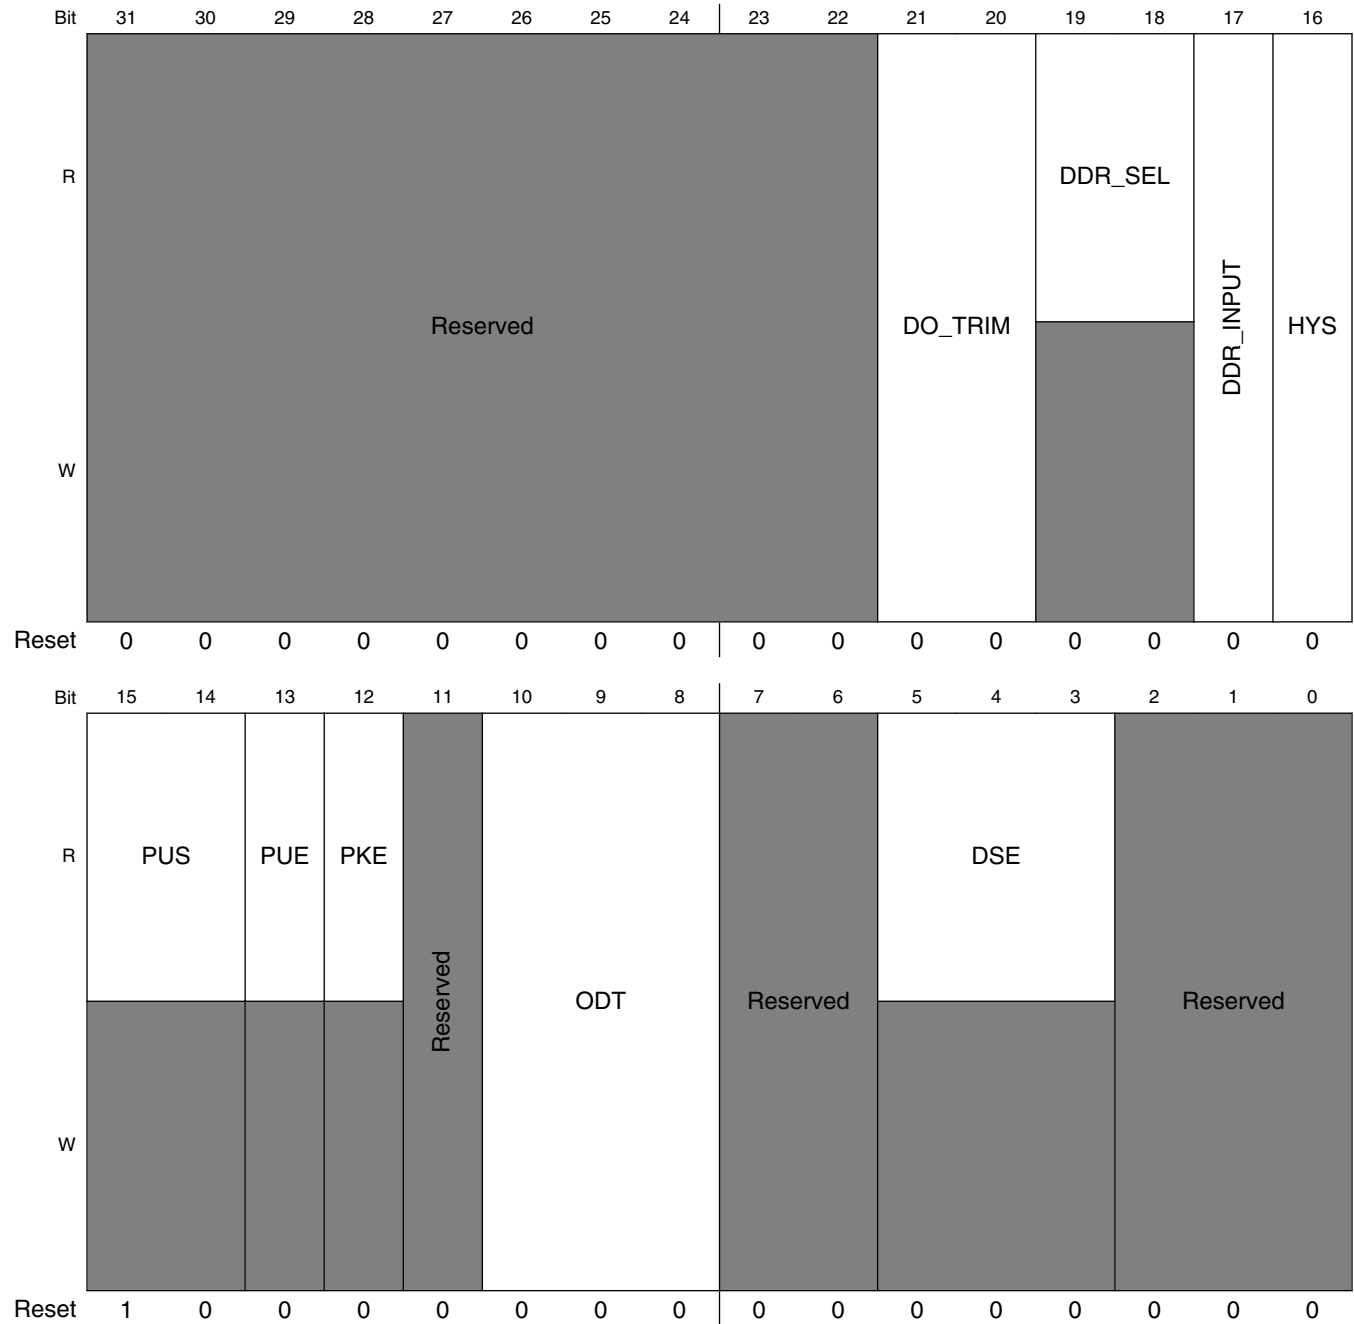 Bit 31 30 29 28 27 26 25 24 23 22 21 20 19 18 17 16
R DDR_SEL
Reserved DO_TRIM DDR_INPUT HYS
W
Reset 0 0 0 0 0 0 0 0 0 0 0 0 0 0 0 0
Bit 15 14 13 12 11 10 9 8 7 6 5 4 3 2 1 0
R PUS PUE PKE DSE
Reserved ODT Reserved Reserved
W
Reset 1 0 0 0 0 0 0 0 0 0 0 0 0 0 0 0